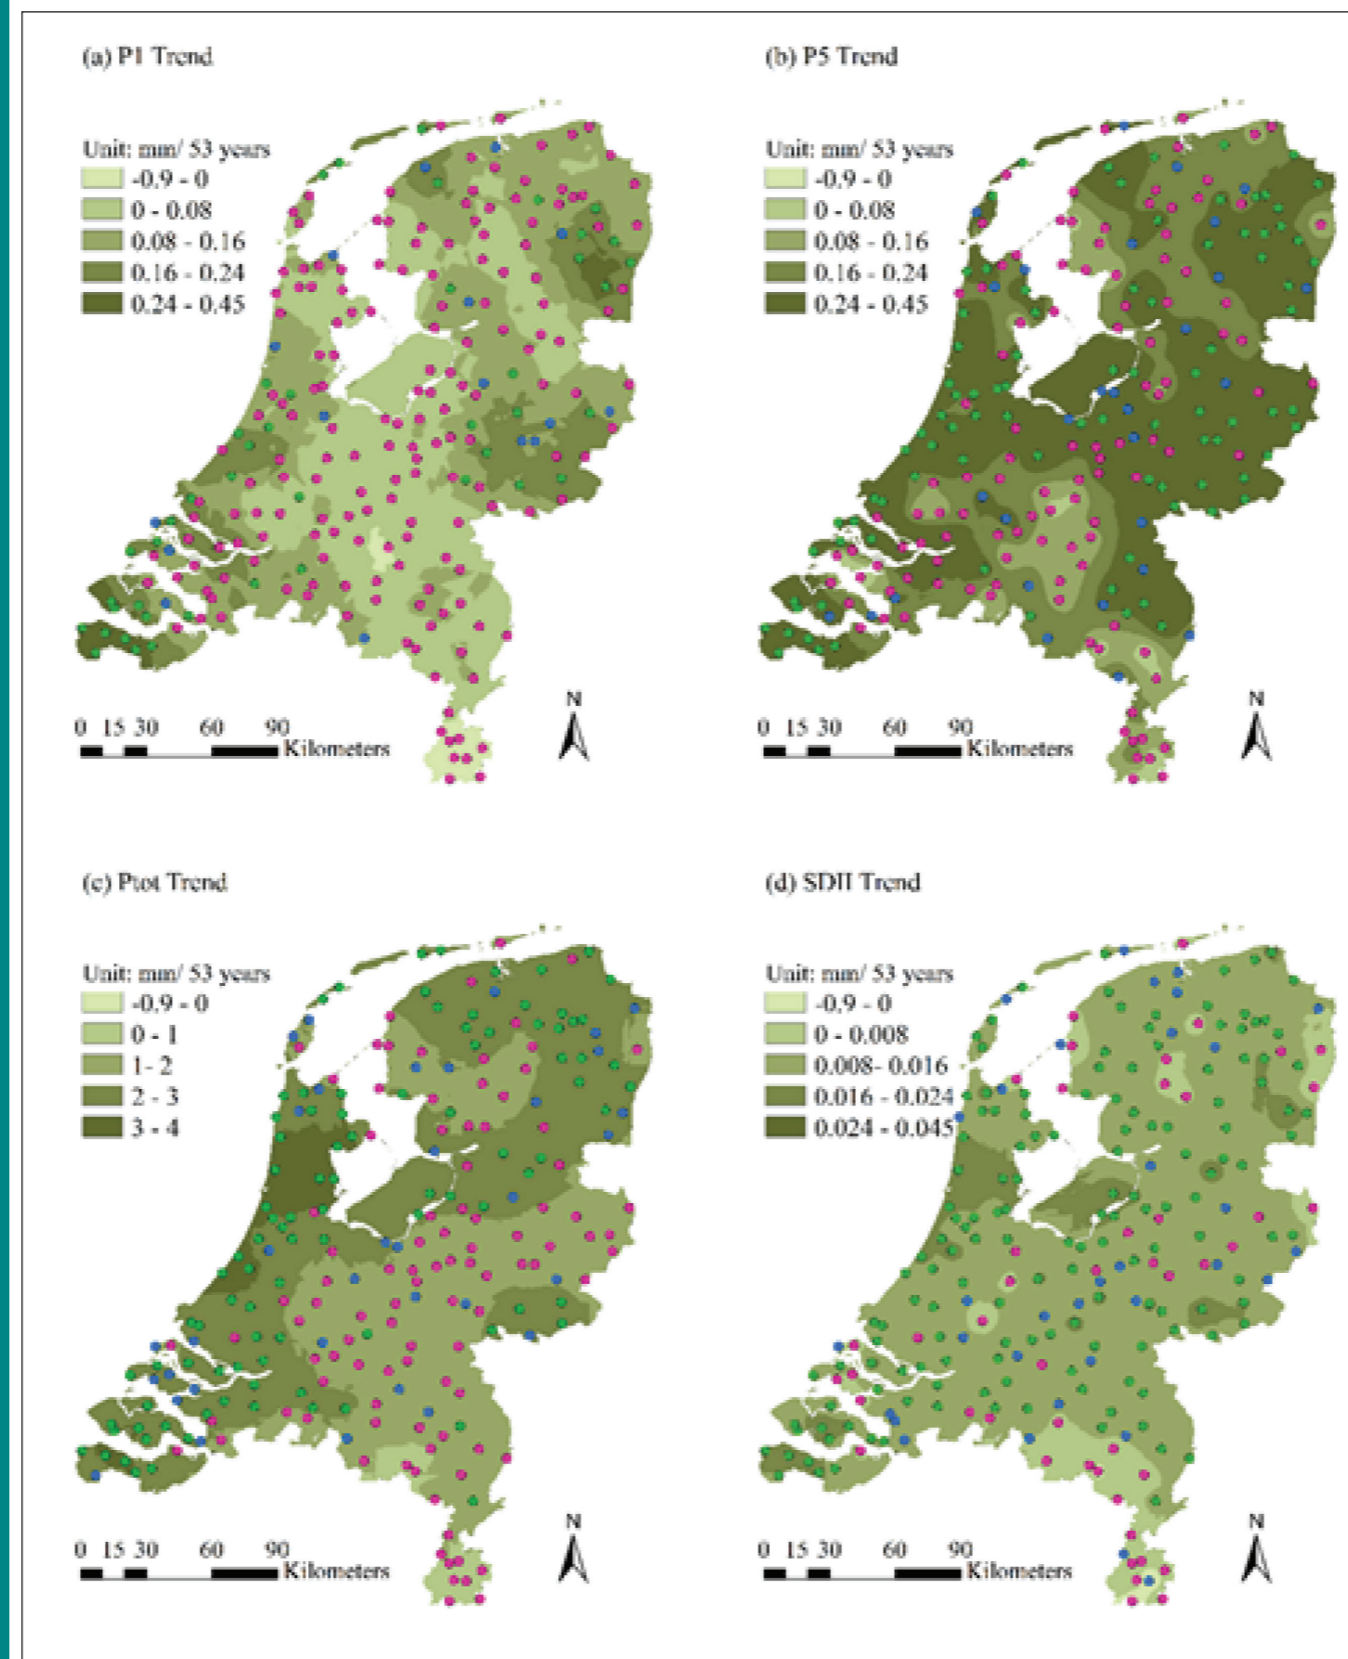 (a) P1 Trend
Unit: mm/ 53 years
-0.9 - 0
0 - 0.08
0.08 - 0.16
0.16 - 0.24
0.24 - 0.45
N
0 15 30 60 90
Kilometers
(b) P5 Trend
Unit: mm/ 53 years
-0.9 - 0
0 - 0.08
0.08 - 0.16
0.16 - 0.24
0.24 - 0.45
N
0 15 30 60 90
Kilometers
(c) Ptot Trend
Unit: mm/ 53 years
-0.9 - 0
0 - 1
1- 2
2 - 3
3 - 4
N
0 15 30 60 90
Kilometers
(d) SDII Trend
Unit: mm/ 53 years
-0.9 - 0
0 - 0.008
0.008- 0.016
0.016 - 0.024
0.024 - 0.045
N
0 15 30 60 90
Kilometers